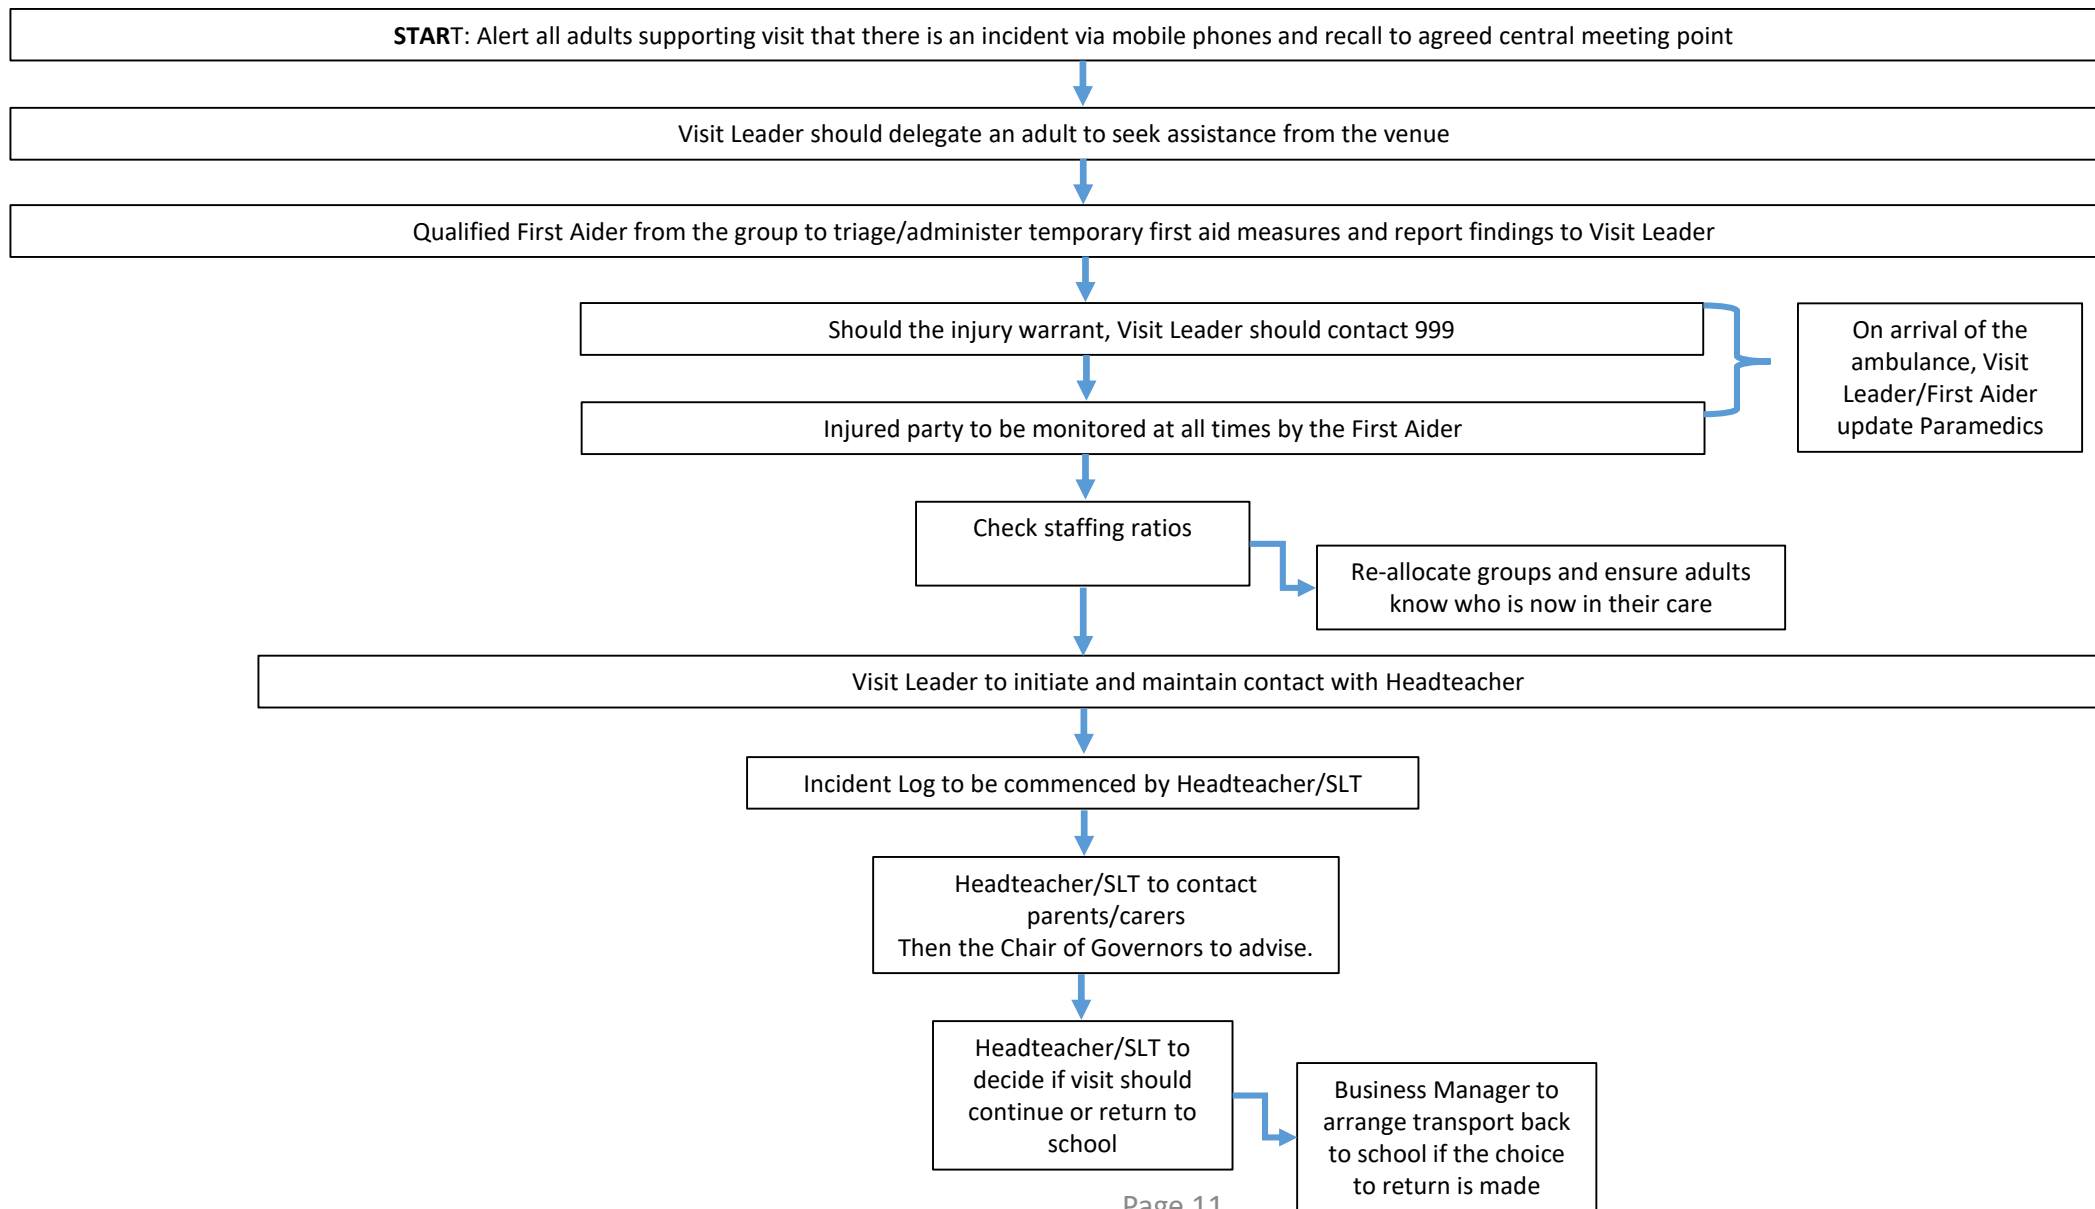 START: Alert all adults supporting visit that there is an incident via mobile phones and recall to agreed central meeting point
Visit Leader should delegate an adult to seek assistance from the venue
Qualified First Aider from the group to triage/administer temporary first aid measures and report findings to Visit Leader
Should the injury warrant, Visit Leader should contact 999
On arrival of the
ambulance, Visit
Leader/First Aider
update Paramedics
Injured party to be monitored at all times by the First Aider
Check staffing ratios
Re-allocate groups and ensure adults
know who is now in their care
Visit Leader to initiate and maintain contact with Headteacher
Incident Log to be commenced by Headteacher/SLT
Headteacher/SLT to contact
parents/carers
Then the Chair of Governors to advise.
Headteacher/SLT to
decide if visit should
continue or return to
school
Business Manager to
arrange transport back
to school if the choice
to return is made
Page 11